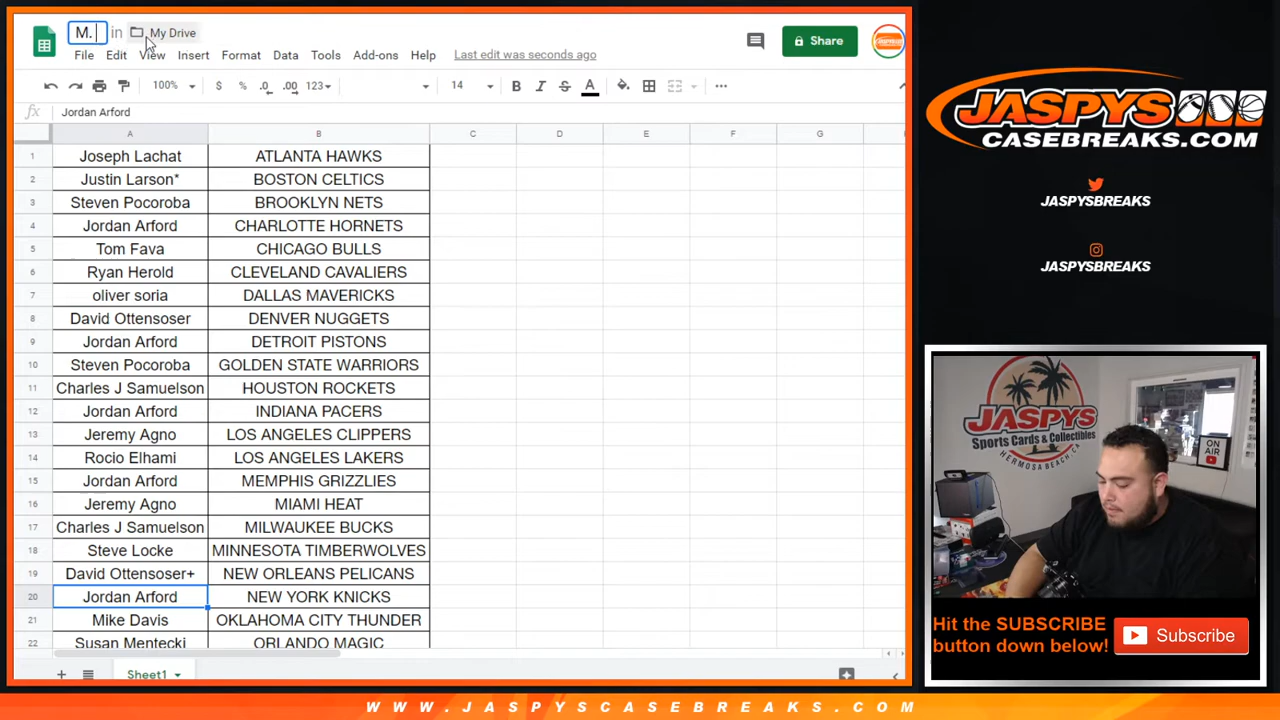 M. in My Drive
File Edit View Insert Format Data Tools Add-ons Help Last edit was seconds ago
Share
100% $ % .0 .00 123 14 B I S A
fx Jordan Arford
A B C D E F G
1 Joseph Lachat ATLANTA HAWKS
2 Justin Larson* BOSTON CELTICS
3 Steven Pocoroba BROOKLYN NETS
4 Jordan Arford CHARLOTTE HORNETS
5 Tom Fava CHICAGO BULLS
6 Ryan Herold CLEVELAND CAVALIERS
7 oliver soria DALLAS MAVERICKS
8 David Ottensoser DENVER NUGGETS
9 Jordan Arford DETROIT PISTONS
10 Steven Pocoroba GOLDEN STATE WARRIORS
11 Charles J Samuelson HOUSTON ROCKETS
12 Jordan Arford INDIANA PACERS
13 Jeremy Agno LOS ANGELES CLIPPERS
14 Rocio Elhami LOS ANGELES LAKERS
15 Jordan Arford MEMPHIS GRIZZLIES
16 Jeremy Agno MIAMI HEAT
17 Charles J Samuelson MILWAUKEE BUCKS
18 Steve Locke MINNESOTA TIMBERWOLVES
19 David Ottensoser+ NEW ORLEANS PELICANS
20 Jordan Arford NEW YORK KNICKS
21 Mike Davis OKLAHOMA CITY THUNDER
22 Susan Mentecki ORLANDO MAGIC
Sheet1
JASPYS
CASEBREAKS.COM
JASPYSBREAKS
JASPYSBREAKS
JASPYS
Sports Cards & Collectibles
HERMOSA BEACH, CA
ON
AIR
Hit the SUBSCRIBE
button down below!
Subscribe
WWW.JASPYSCASEBREAKS.COM